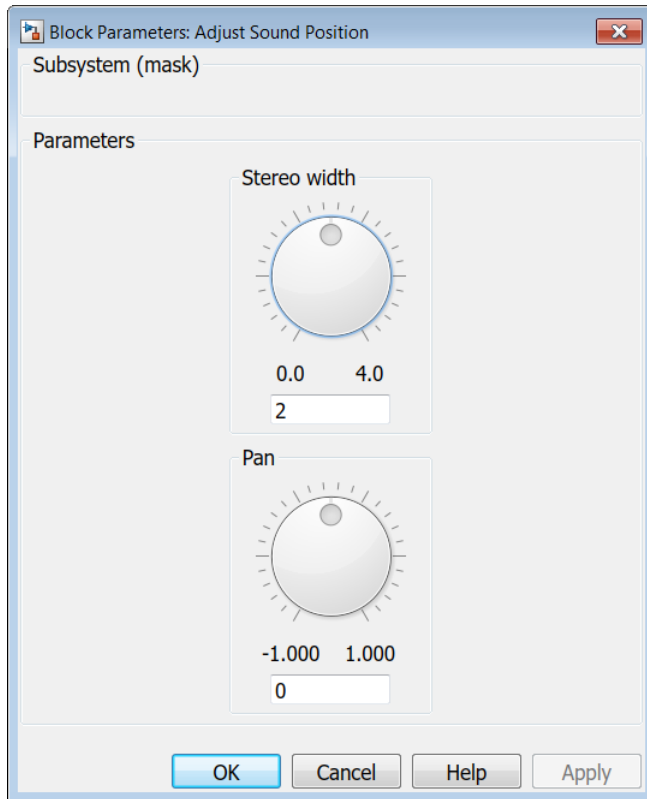 Block Parameters: Adjust Sound Position
Subsystem (mask)
Parameters
Stereo width
0.0 4.0
2
Pan
-1.000 1.000
0
OK Cancel Help Apply